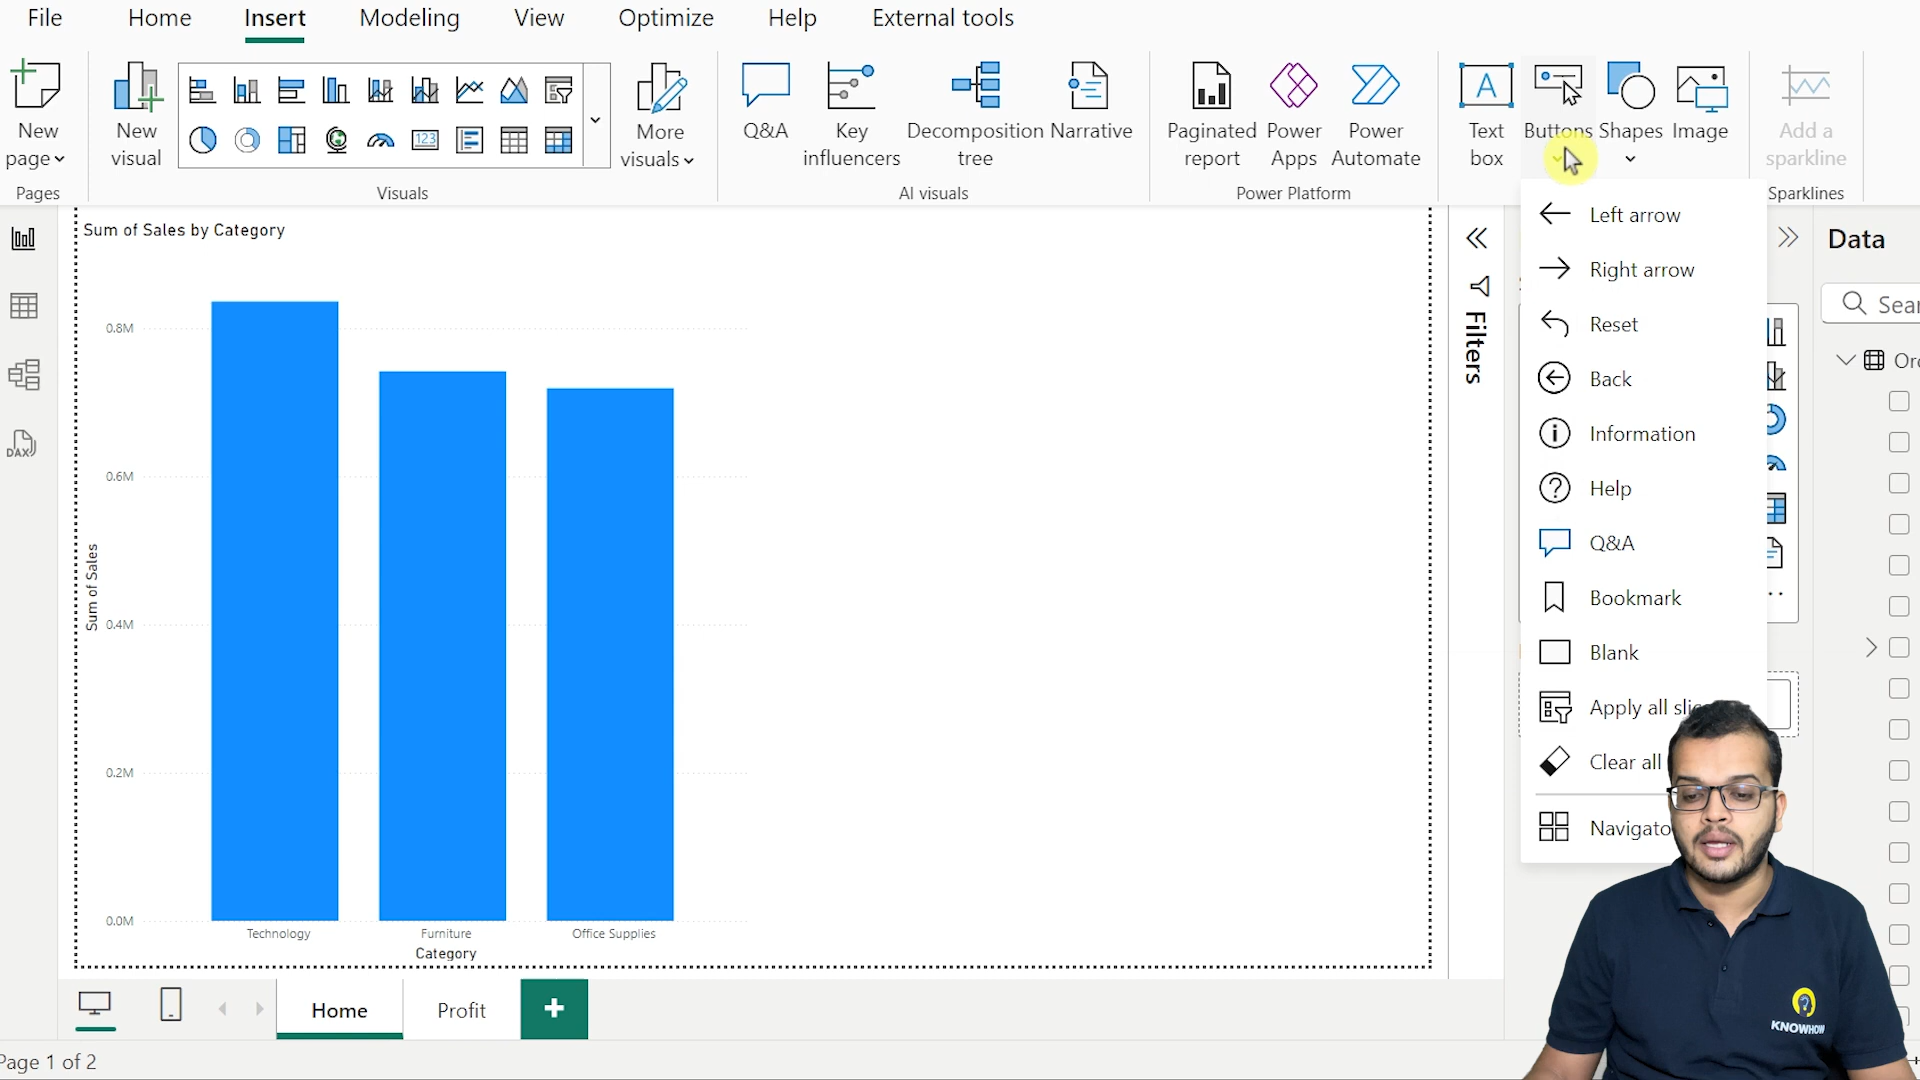 File Home Insert Modeling View Optimize Help External tools
New page
Pages
New visual
123
More visuals
Visuals
Q&A
Key influencers
Decomposition tree
Narrative
AI visuals
Paginated report
Power Apps
Power Automate
Power Platform
A
Text box
Buttons
Shapes
Image
Add a sparkline
Sparklines
Sum of Sales by Category
Sum of Sales
0.8M
0.6M
0.4M
0.2M
0.0M
Technology
Furniture
Office Supplies
Category
DAX
Filters
Left arrow
Right arrow
Reset
Back
Information
Help
Q&A
Bookmark
Blank
Apply all
Clear all
Data
KNOWHOW
Home
Profit
Page 1 of 2